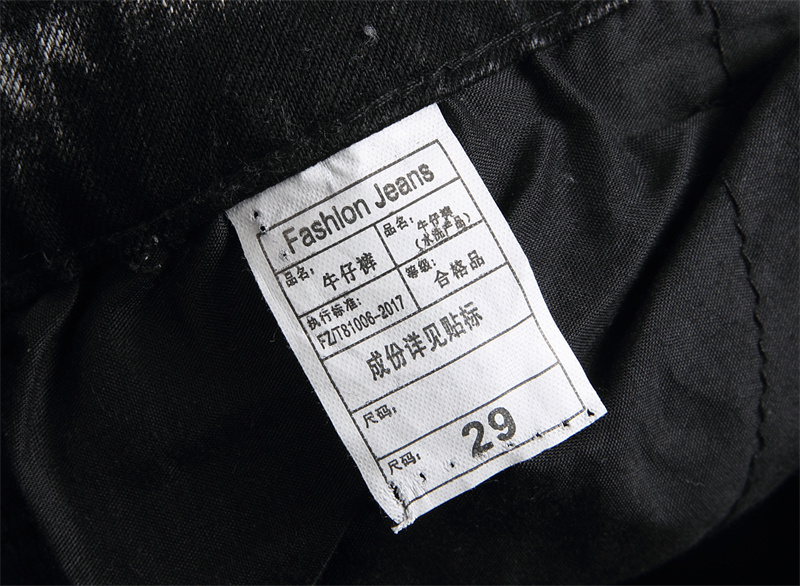 Fashion Jeans
品名: 牛仔裤
品名: 牛仔裤
(水洗产品)
执行标准:
FZ/T81006-2017
等级: 合格品
成份详见贴标
尺码:
尺码: 29